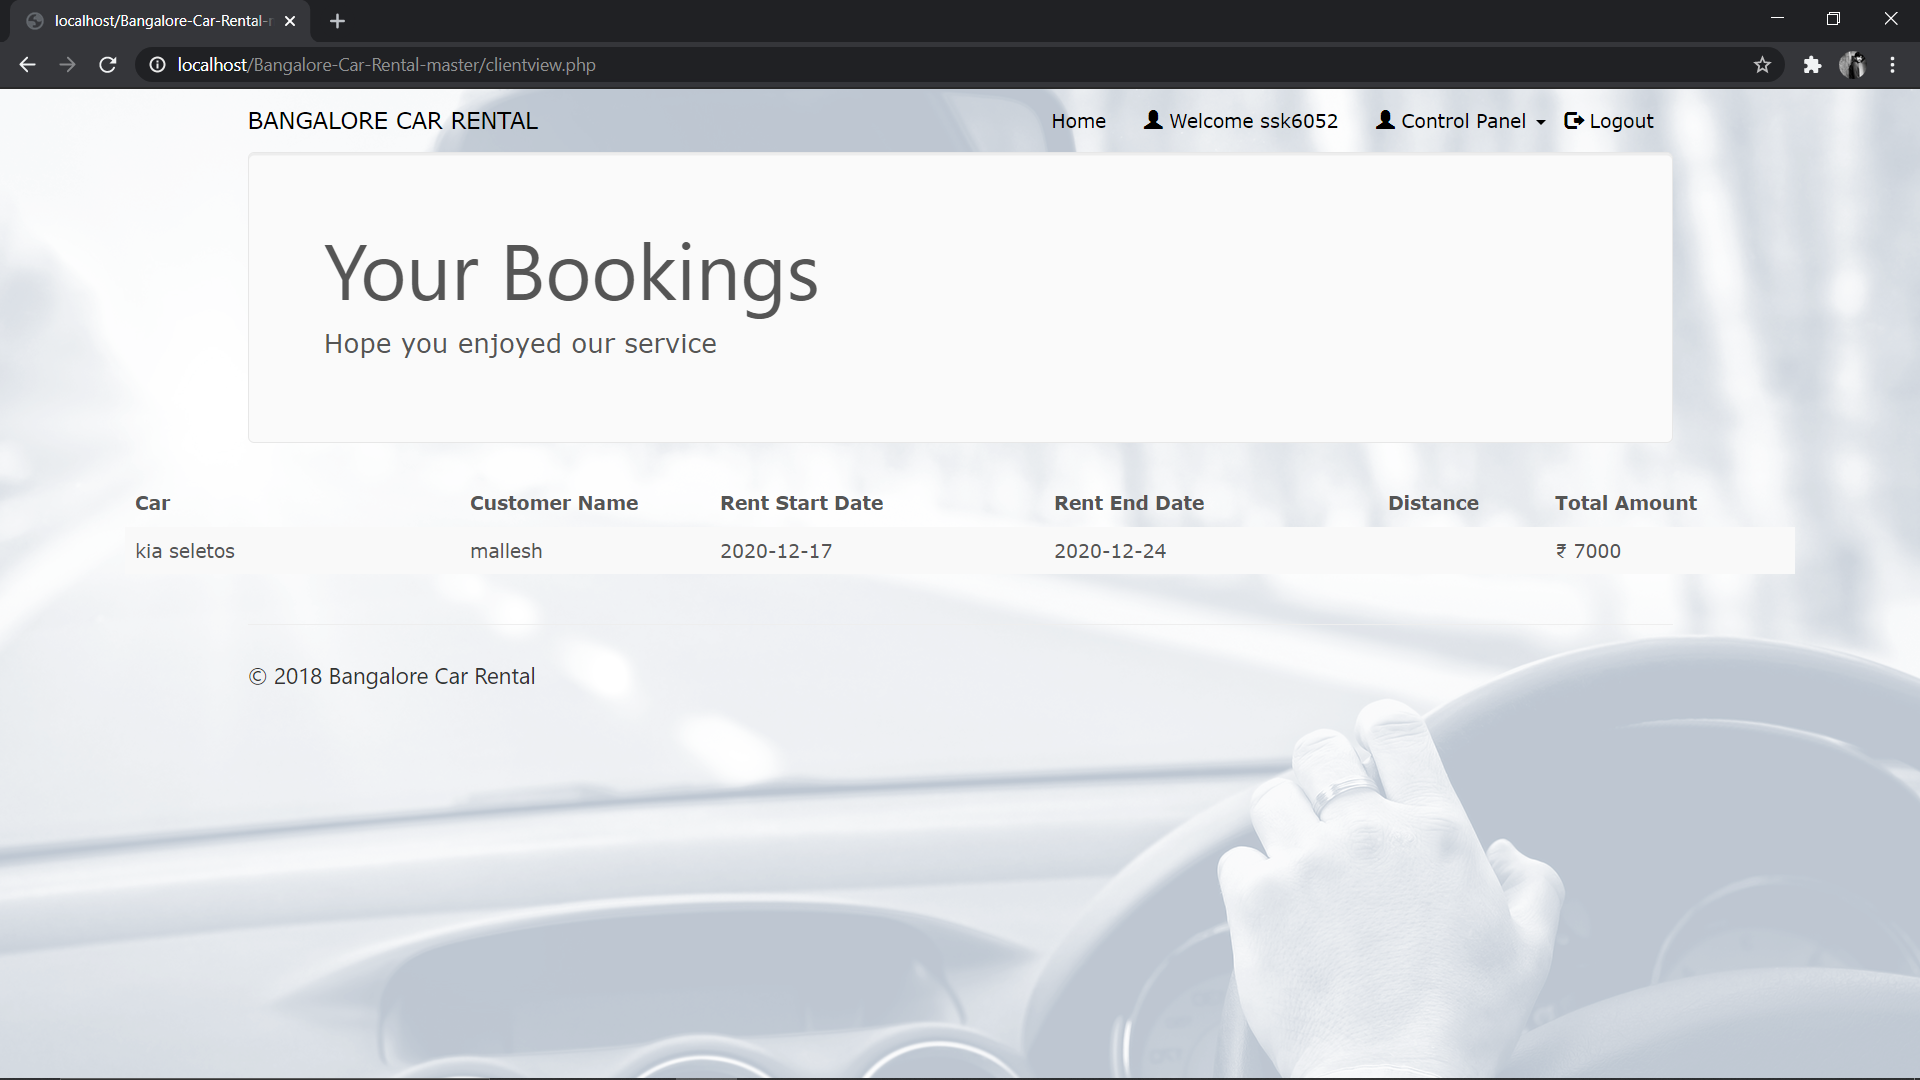 localhost/Bangalore-Car-Rental-
localhost/Bangalore-Car-Rental-master/clientview.php
BANGALORE CAR RENTAL Home Welcome ssk6052 Control Panel Logout
Your Bookings
Hope you enjoyed our service
Car Customer Name Rent Start Date Rent End Date Distance Total Amount
kia seletos mallesh 2020-12-17 2020-12-24 ₹ 7000
© 2018 Bangalore Car Rental